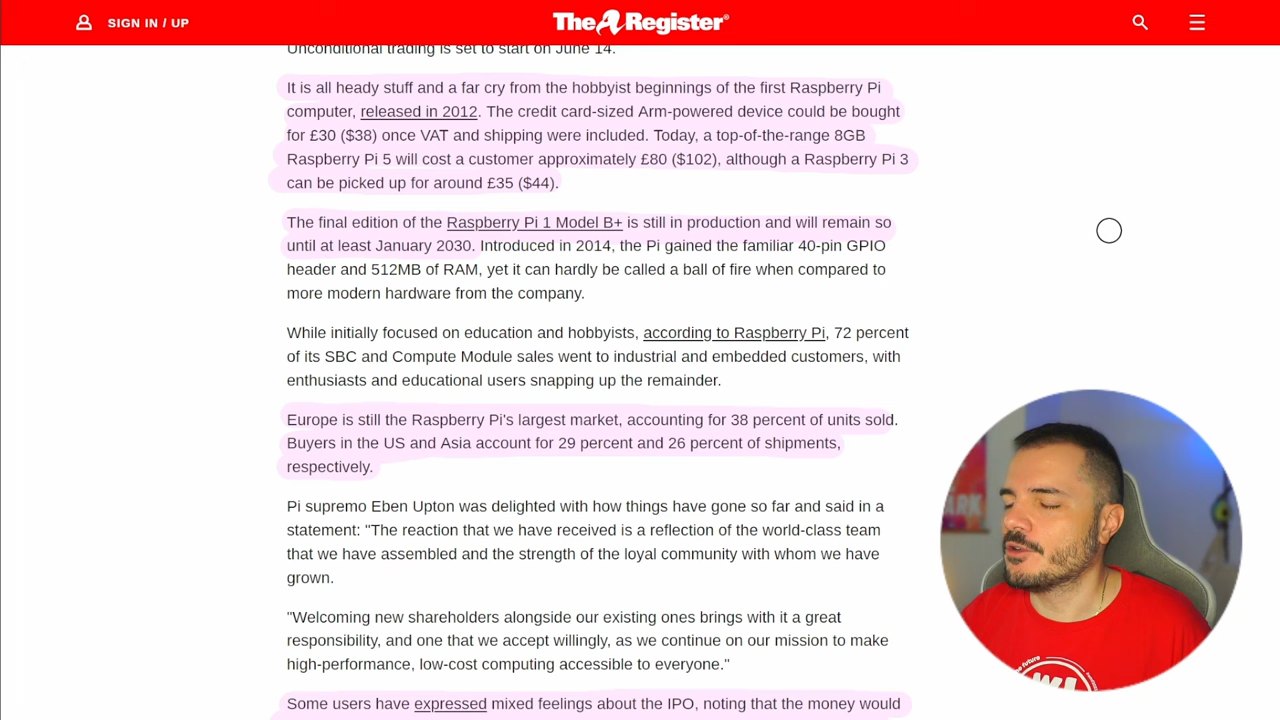 SIGN IN / UP
The Register®
Unconditional trading is set to start on June 14.
It is all heady stuff and a far cry from the hobbyist beginnings of the first Raspberry Pi
computer, released in 2012. The credit card-sized Arm-powered device could be bought
for £30 ($38) once VAT and shipping were included. Today, a top-of-the-range 8GB
Raspberry Pi 5 will cost a customer approximately £80 ($102), although a Raspberry Pi 3
can be picked up for around £35 ($44).
The final edition of the Raspberry Pi 1 Model B+ is still in production and will remain so
until at least January 2030. Introduced in 2014, the Pi gained the familiar 40-pin GPIO
header and 512MB of RAM, yet it can hardly be called a ball of fire when compared to
more modern hardware from the company.
While initially focused on education and hobbyists, according to Raspberry Pi, 72 percent
of its SBC and Compute Module sales went to industrial and embedded customers, with
enthusiasts and educational users snapping up the remainder.
Europe is still the Raspberry Pi's largest market, accounting for 38 percent of units sold.
Buyers in the US and Asia account for 29 percent and 26 percent of shipments,
respectively.
Pi supremo Eben Upton was delighted with how things have gone so far and said in a
statement: "The reaction that we have received is a reflection of the world-class team
that we have assembled and the strength of the loyal community with whom we have
grown.
"Welcoming new shareholders alongside our existing ones brings with it a great
responsibility, and one that we accept willingly, as we continue on our mission to make
high-performance, low-cost computing accessible to everyone."
Some users have expressed mixed feelings about the IPO, noting that the money would